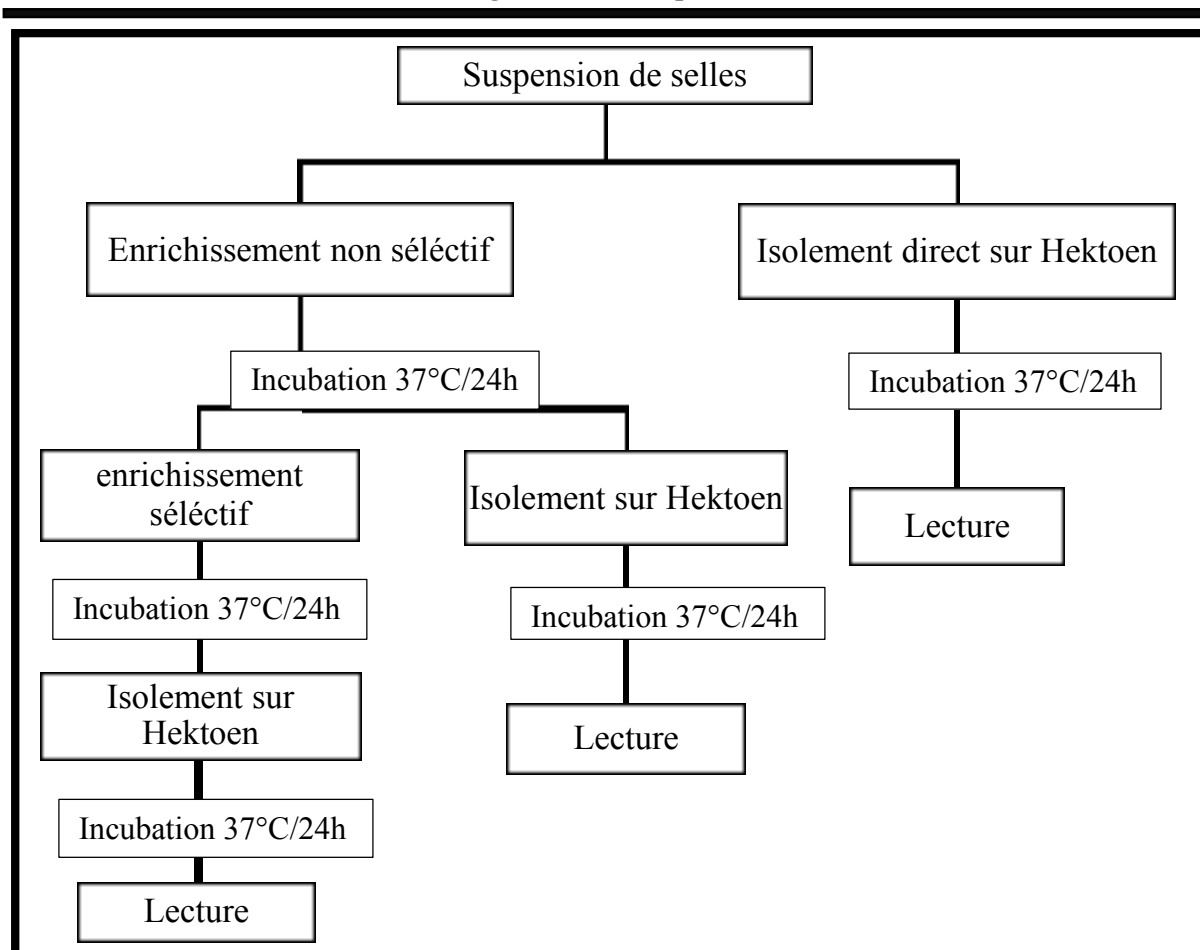 Suspension de selles
Enrichissement non séléctif
Isolement direct sur Hektoen
Incubation 37°C/24h
Incubation 37°C/24h
enrichissement
séléctif
Isolement sur Hektoen
Lecture
Incubation 37°C/24h
Incubation 37°C/24h
Isolement sur
Hektoen
Lecture
Incubation 37°C/24h
Lecture